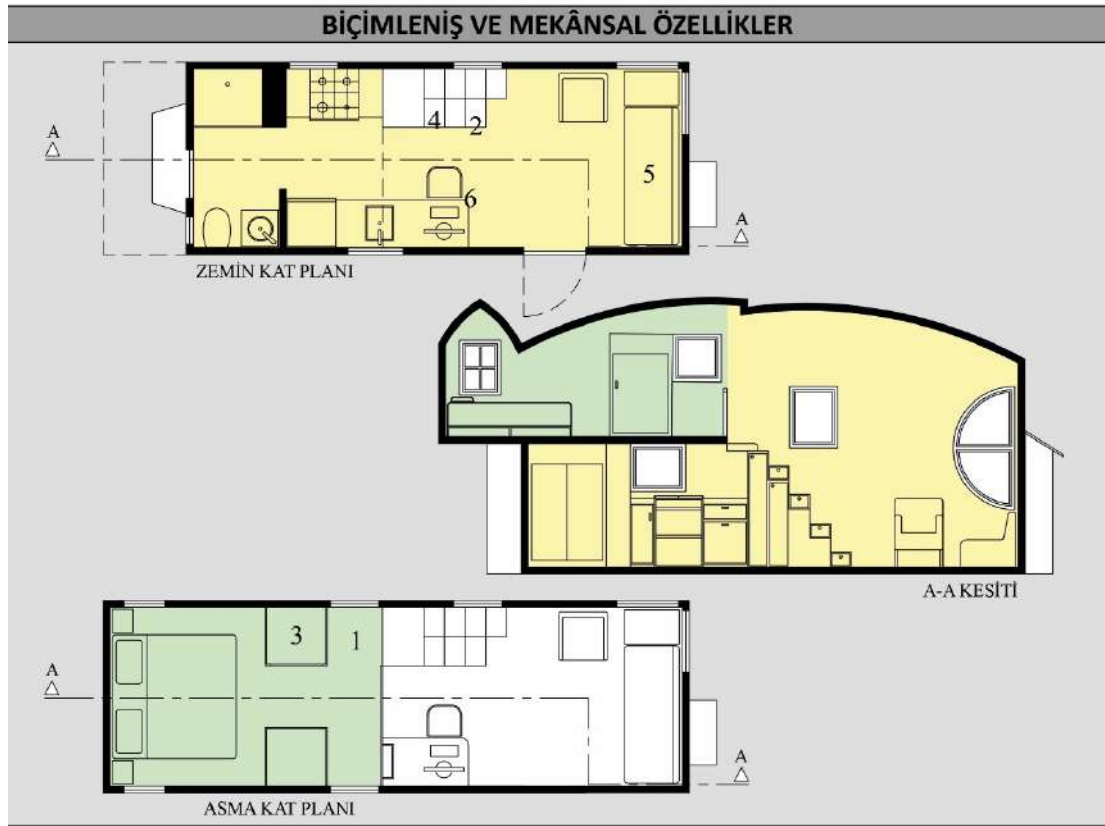 BİÇİMLENİŞ VE MEKÂNSAL ÖZELLİKLER
A
4 2
5
6
A
ZEMİN KAT PLANI
A-A KESİTİ
3 1
A
A
ASMA KAT PLANI